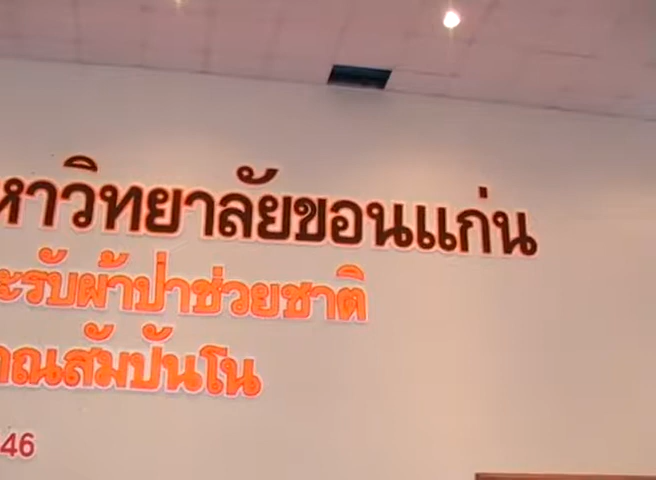 หาวิทยาลัยขอนแก่น
ะรับผ้าป่าช่วยชาติ
าณสัมปันโน
46